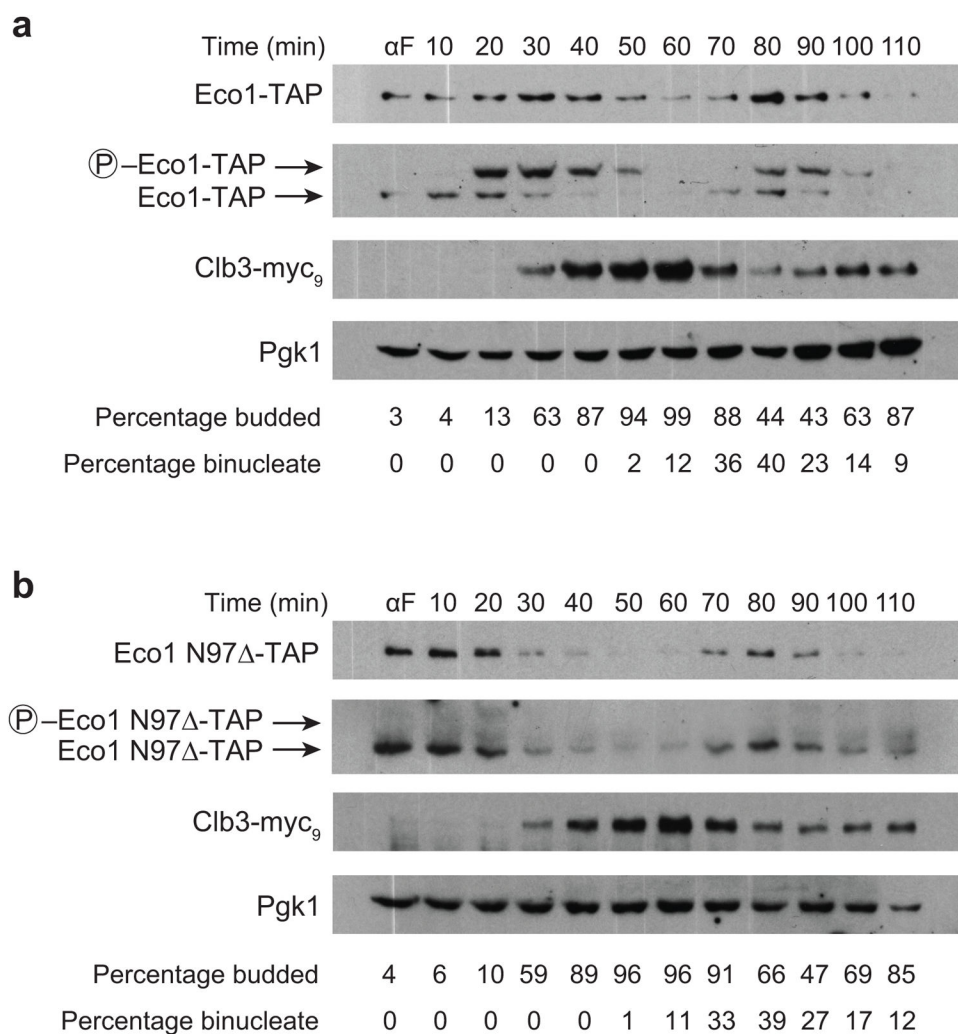 a
Time (min) αF 10 20 30 40 50 60 70 80 90 100 110
Eco1-TAP
Ⓟ–Eco1-TAP
Eco1-TAP
Clb3-myc₉
Pgk1
Percentage budded 3 4 13 63 87 94 99 88 44 43 63 87
Percentage binucleate 0 0 0 0 0 2 12 36 40 23 14 9
b
Time (min) αF 10 20 30 40 50 60 70 80 90 100 110
Eco1 N97Δ-TAP
Ⓟ–Eco1 N97Δ-TAP
Eco1 N97Δ-TAP
Clb3-myc₉
Pgk1
Percentage budded 4 6 10 59 89 96 96 91 66 47 69 85
Percentage binucleate 0 0 0 0 0 1 11 33 39 27 17 12